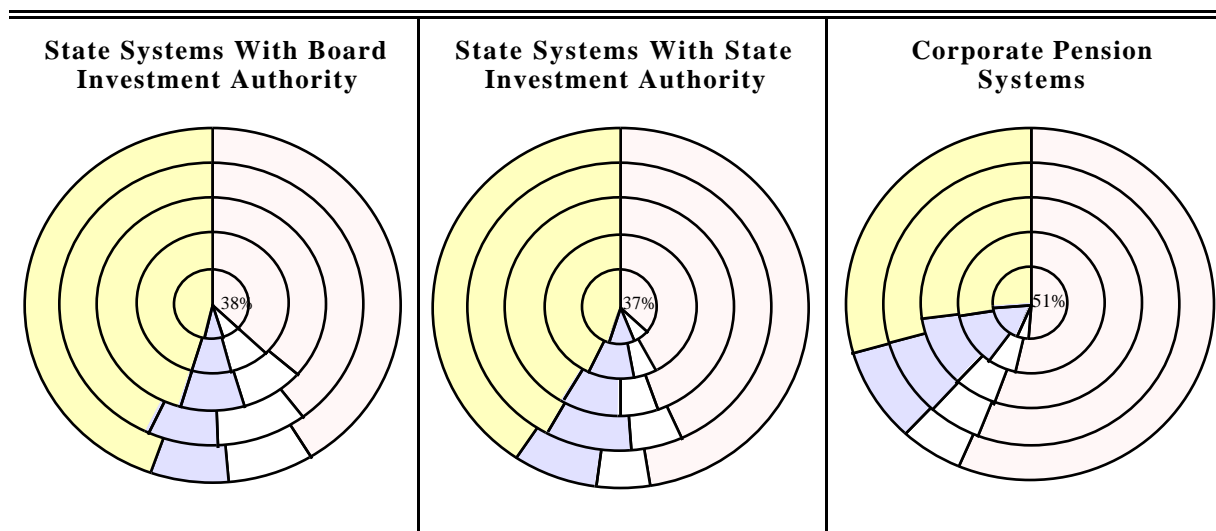 State Systems With Board
Investment Authority
State Systems With State
Investment Authority
Corporate Pension
Systems
38%
37%
51%